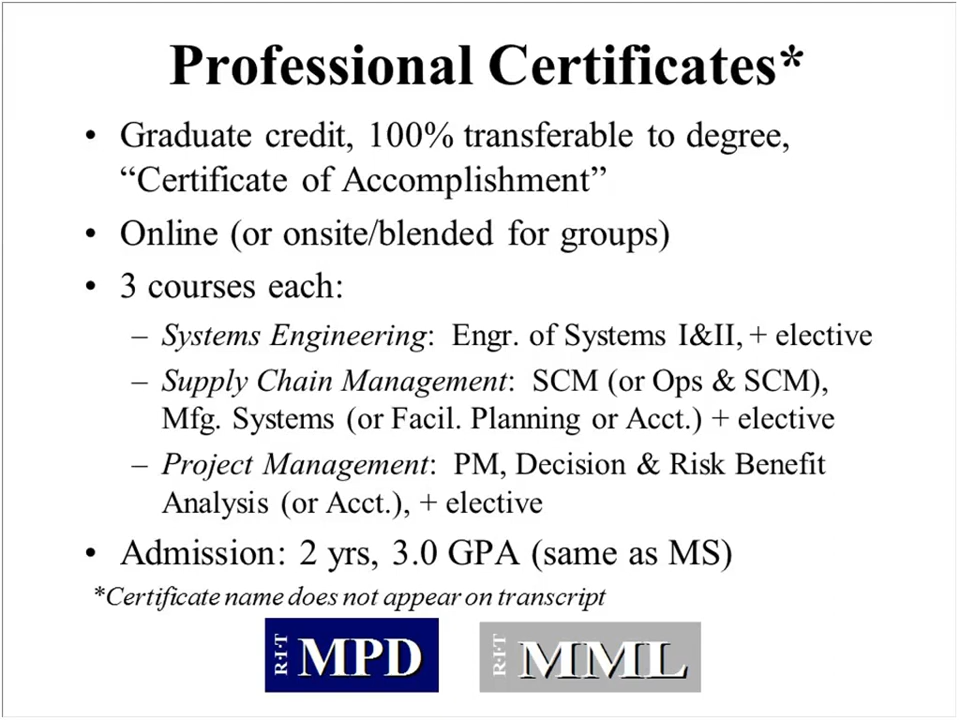 Professional Certificates*
• Graduate credit, 100% transferable to degree,
“Certificate of Accomplishment”
• Online (or onsite/blended for groups)
• 3 courses each:
– Systems Engineering: Engr. of Systems I&II, + elective
– Supply Chain Management: SCM (or Ops & SCM),
Mfg. Systems (or Facil. Planning or Acct.) + elective
– Project Management: PM, Decision & Risk Benefit
Analysis (or Acct.), + elective
• Admission: 2 yrs, 3.0 GPA (same as MS)
*Certificate name does not appear on transcript
R·I·T MPD
R·I·T MML